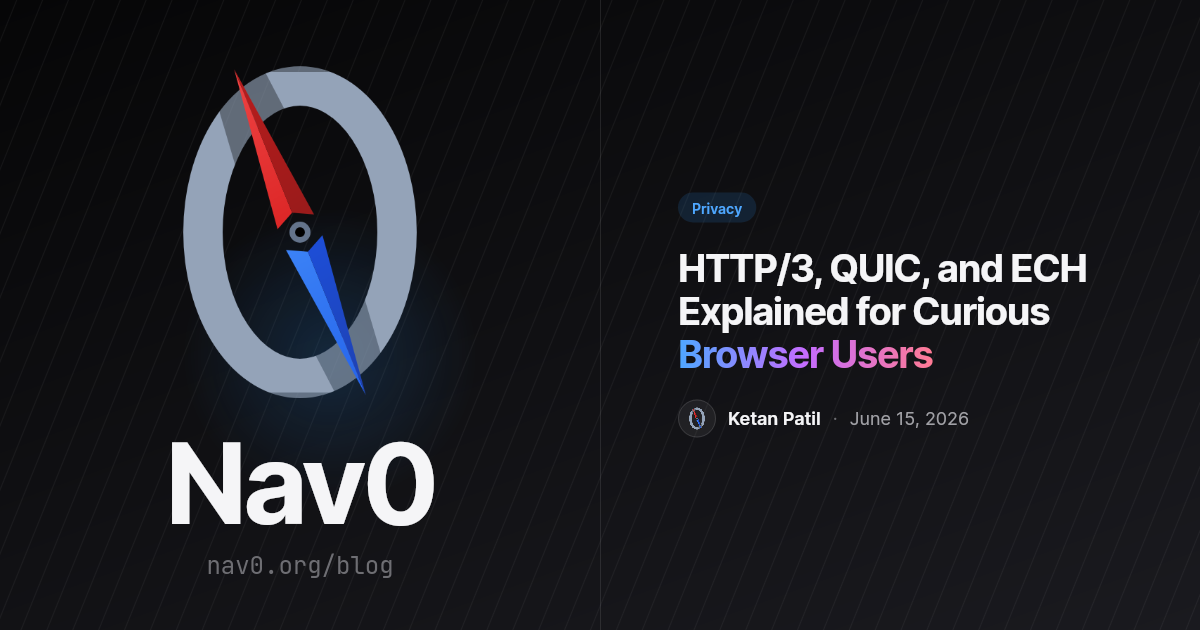 Nav0
nav0.org/blog
Privacy
HTTP/3, QUIC, and ECH
Explained for Curious
Browser Users
Ketan Patil · June 15, 2026